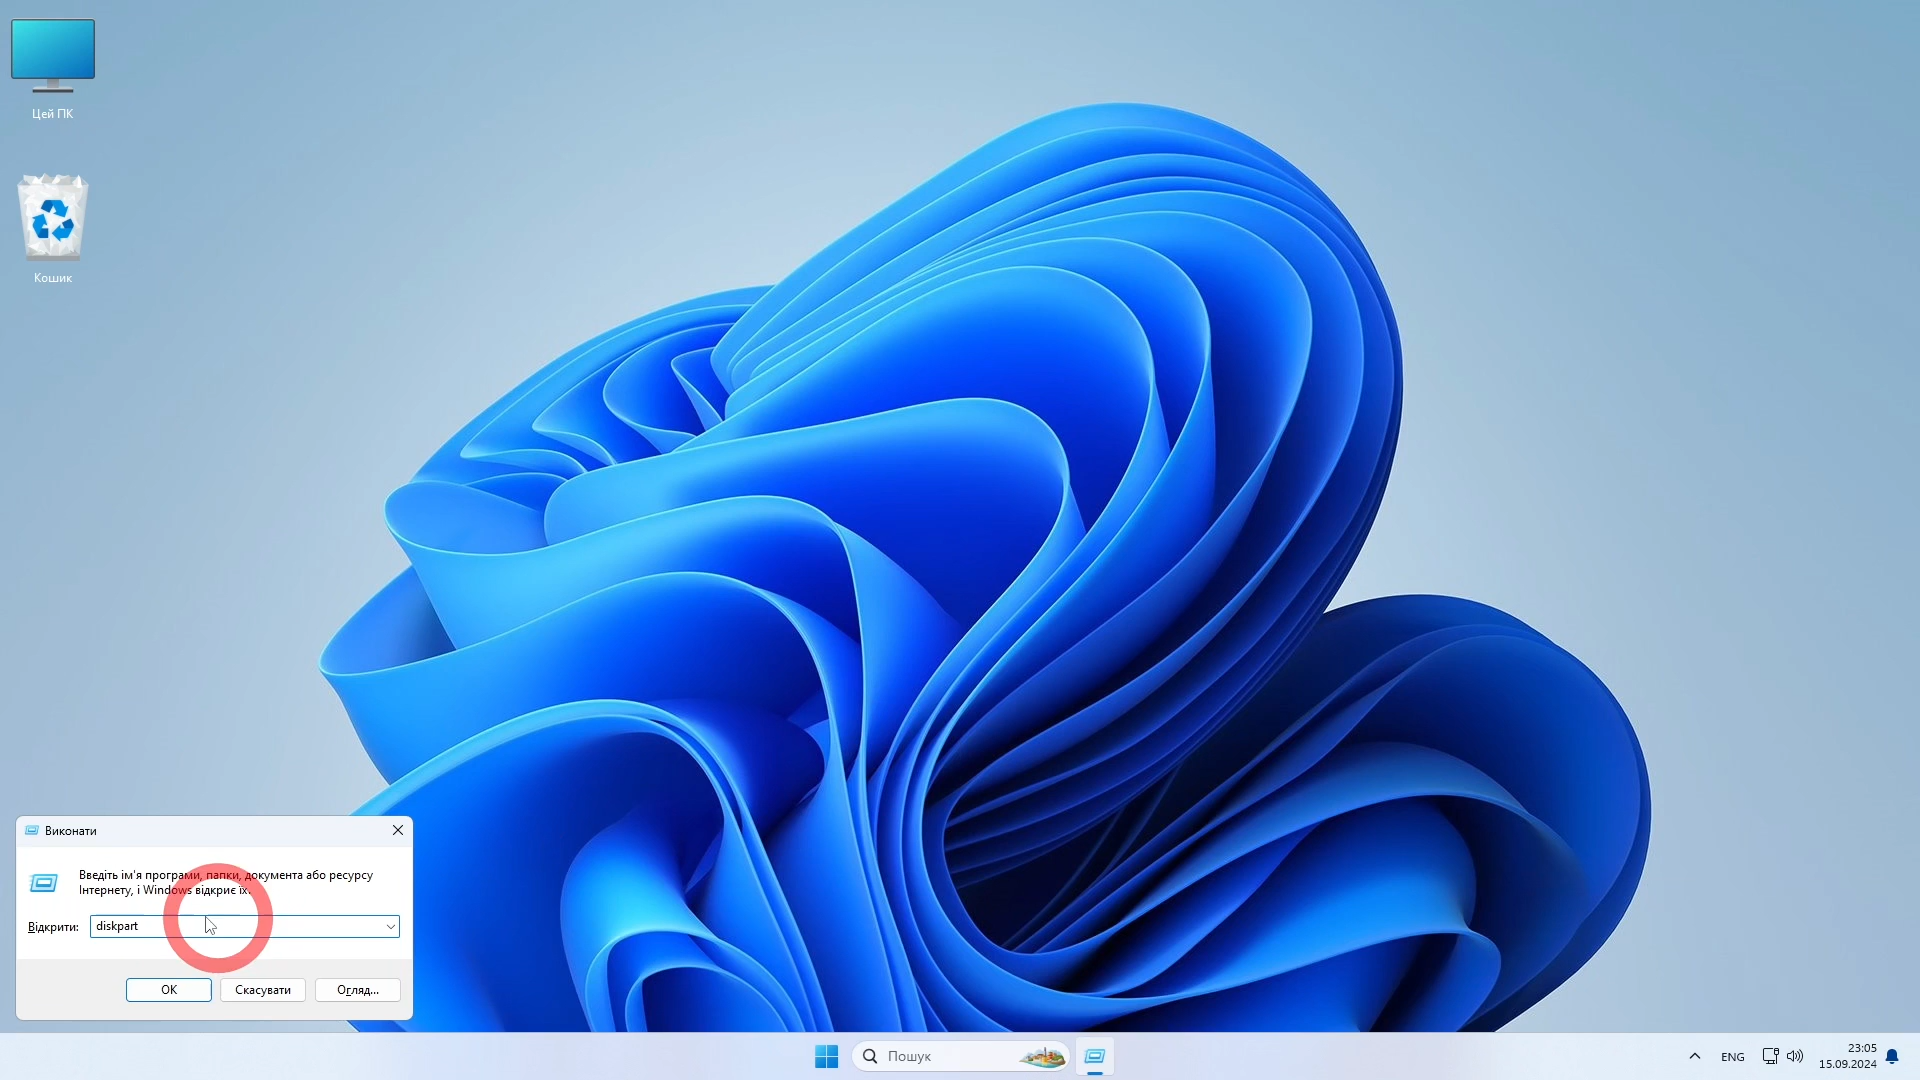 Цей ПК
Кошик
Виконати
Введіть ім'я програми, папки, документа або ресурсу
Інтернету, і Windows відкриє їх.
Відкрити:
diskpart
ОК
Скасувати
Огляд...
Пошук
ENG
23:05
15.09.2024